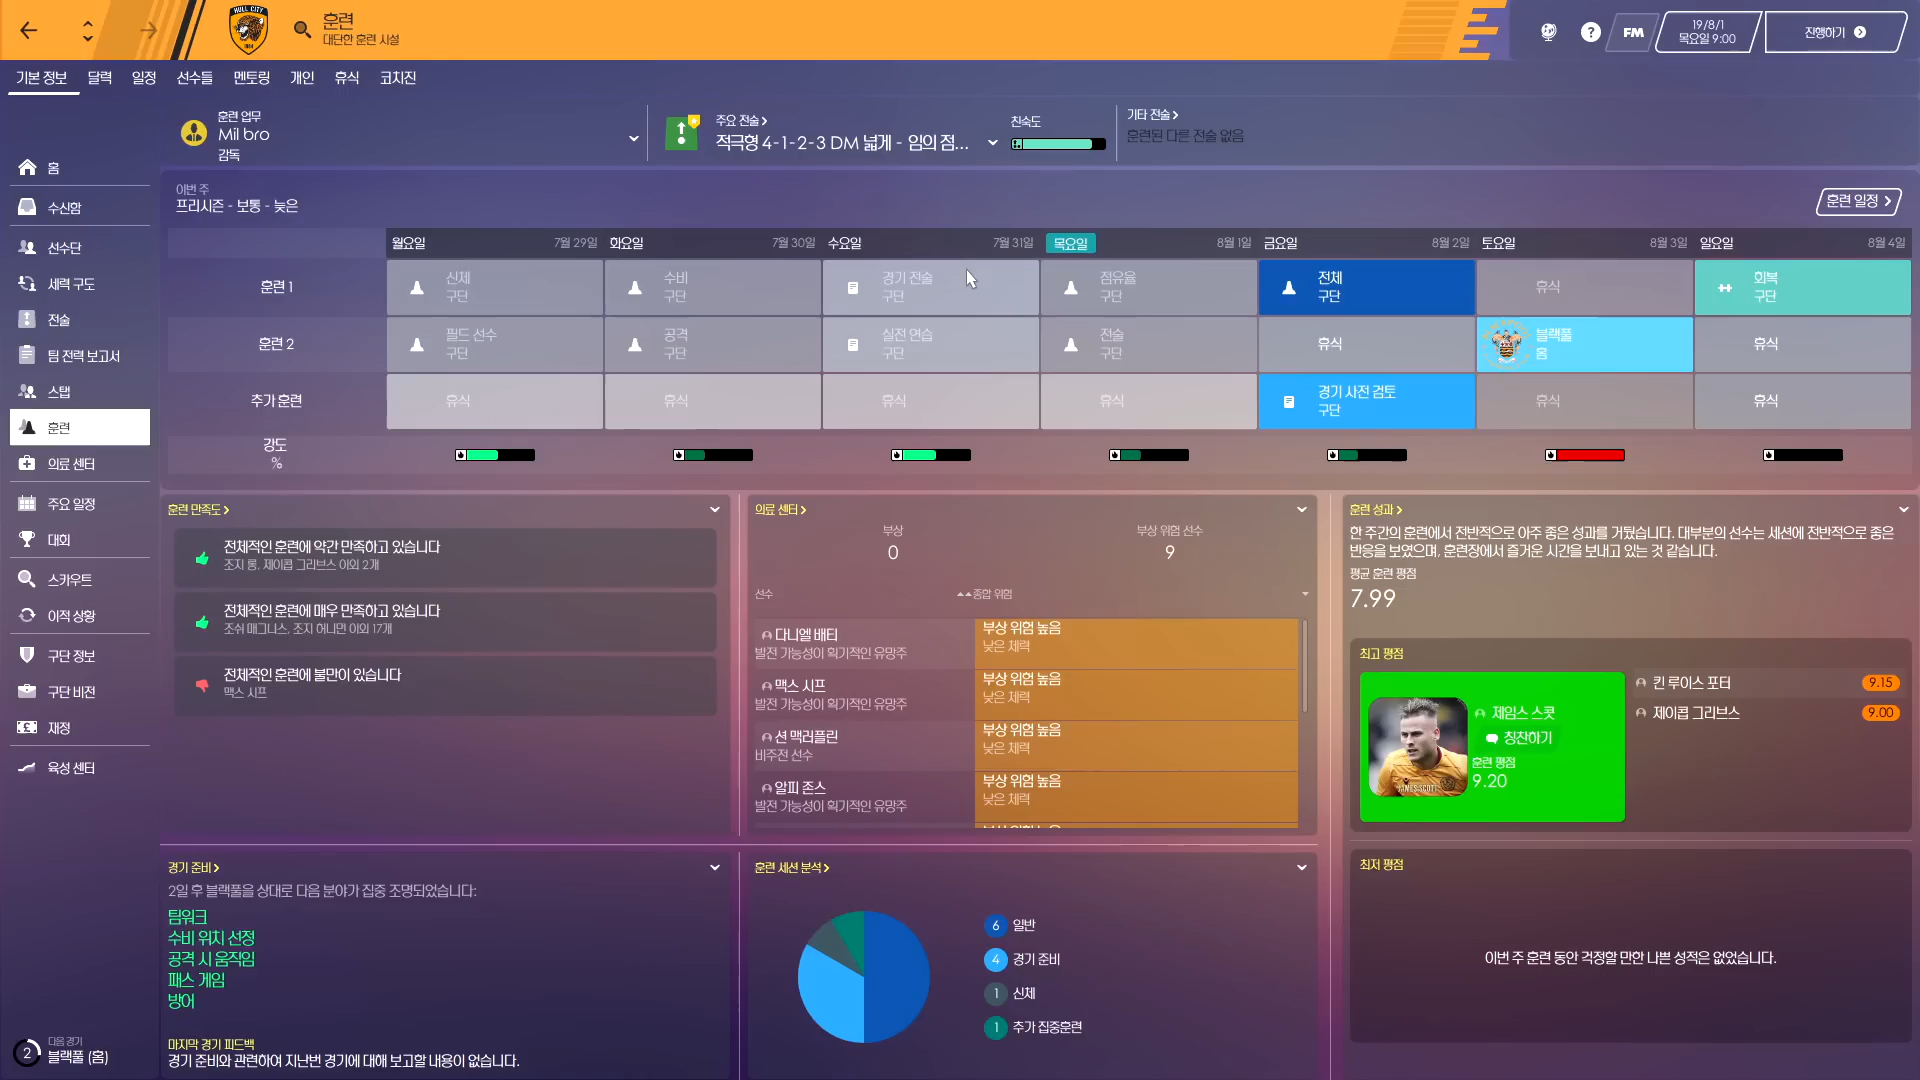 HULL CITY
훈련
대단한 훈련 시설
FM
19/8/1
목요일 9:00
진행하기
기본 정보 달력 일정 선수들 멘토링 개인 휴식 코치진
훈련 업무
Mil bro
감독
주요 전술
적극형 4-1-2-3 DM 넓게 - 임의 점...
친숙도
기타 전술
훈련된 다른 전술 없음
홈
수신함
선수단
세력 구도
전술
팀 전력 보고서
스탭
훈련
의료 센터
주요 일정
대회
스카우트
이적 상황
구단 정보
구단 비전
재정
육성 센터
다음 경기
2 블랙풀 (홈)
이번 주
프리시즌 - 보통 - 늦은
훈련 일정
월요일 7월 29일 화요일 7월 30일 수요일 7월 31일 목요일 8월 1일 금요일 8월 2일 토요일 8월 3일 일요일 8월 4일
훈련 1
신체
구단
수비
구단
경기 전술
구단
점유율
구단
전체
구단
휴식
회복
구단
훈련 2
필드 선수
구단
공격
구단
실전 연습
구단
전술
구단
휴식
블랙풀
홈
휴식
추가 훈련
휴식
휴식
휴식
휴식
경기 사전 검토
구단
휴식
휴식
강도
%
훈련 만족도
전체적인 훈련에 약간 만족하고 있습니다
조지 롱, 제이콥 그리브스 이외 2개
전체적인 훈련에 매우 만족하고 있습니다
조쉬 매그니스, 조지 허니먼 이외 17개
전체적인 훈련에 불만이 있습니다
맥스 시프
의료 센터
부상
0
부상 위험 선수
9
선수 종합 위험
다니엘 배티
발전 가능성이 획기적인 유망주
부상 위험 높음
낮은 체력
맥스 시프
발전 가능성이 획기적인 유망주
부상 위험 높음
낮은 체력
션 맥러플린
비주전 선수
부상 위험 높음
낮은 체력
알피 존스
발전 가능성이 획기적인 유망주
부상 위험 높음
낮은 체력
훈련 성과
한 주간의 훈련에서 전반적으로 아주 좋은 성과를 거뒀습니다. 대부분의 선수는 세션에 전반적으로 좋은
반응을 보였으며, 훈련장에서 즐거운 시간을 보내고 있는 것 같습니다.
평균 훈련 평점
7.99
최고 평점
JAMES SCOTT
제임스 스콧
칭찬하기
훈련 평점
9.20
킨 루이스 포터 9.15
제이콥 그리브스 9.00
경기 준비
2일 후 블랙풀을 상대로 다음 분야가 집중 조명되었습니다:
팀워크
수비 위치 선정
공격 시 움직임
패스 게임
방어
마지막 경기 피드백
경기 준비와 관련하여 지난번 경기에 대해 보고할 내용이 없습니다.
훈련 세션 분석
6 일반
4 경기 준비
1 신체
1 추가 집중훈련
최저 평점
이번 주 훈련 동안 걱정할 만한 나쁜 성적은 없었습니다.